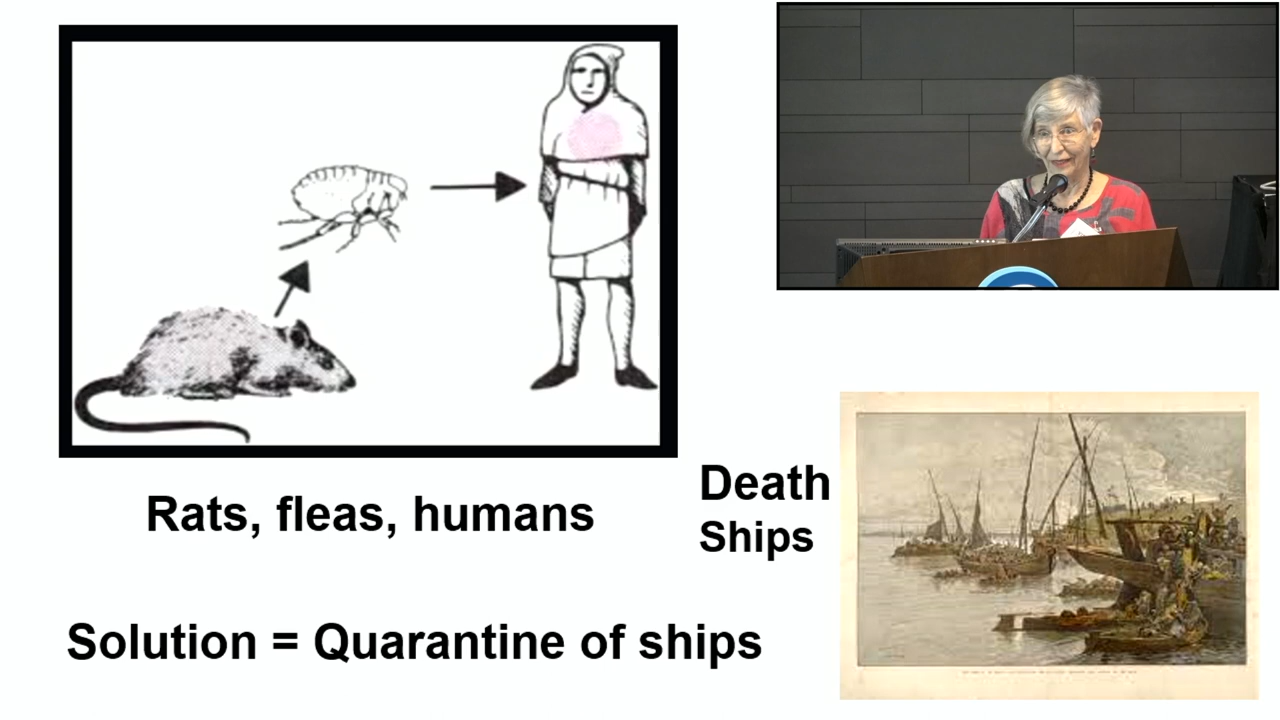 Rats, fleas, humans
Death
Ships
Solution = Quarantine of ships